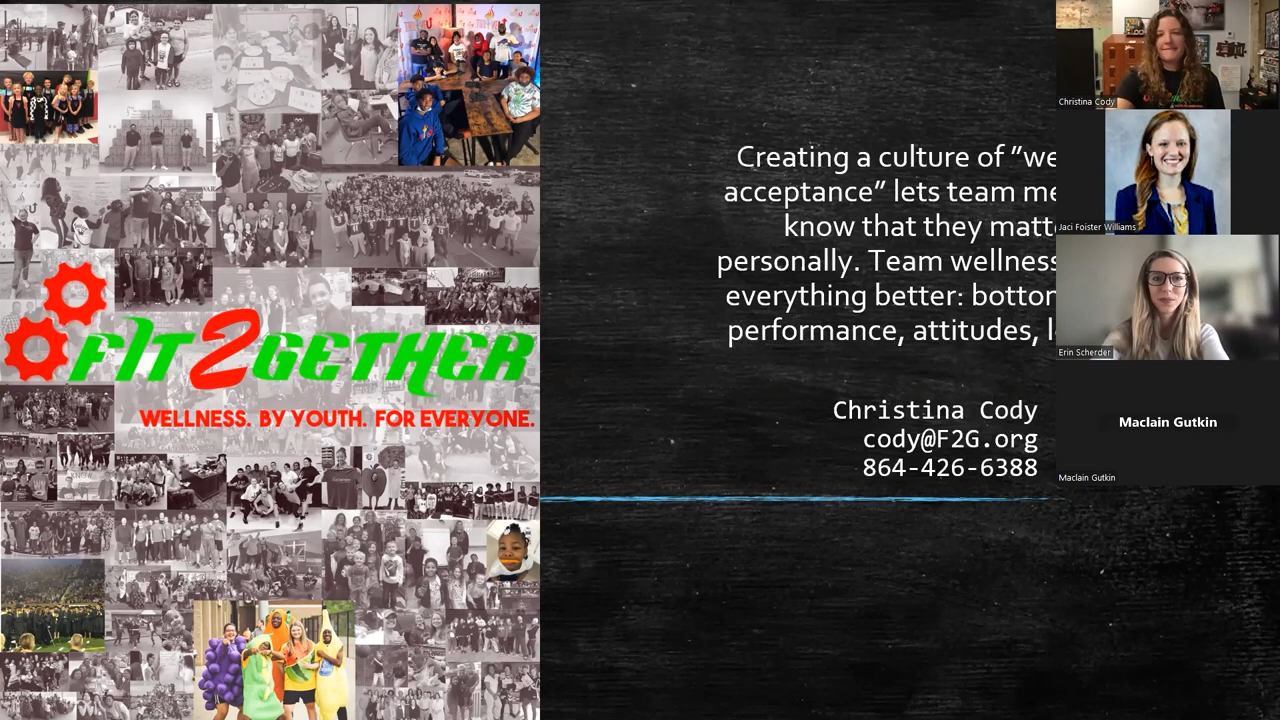 FIT2GETHER
WELLNESS. BY YOUTH. FOR EVERYONE.
Creating a culture of "we
acceptance" lets team me
know that they matt
personally. Team wellness
everything better:
performance, attitudes,
Christina Cody
cody@F2G.org
864-426-6388
Christina Cody
Jaci Foister Williams
Erin Scherder
Maclain Gutkin
Maclain Gutkin